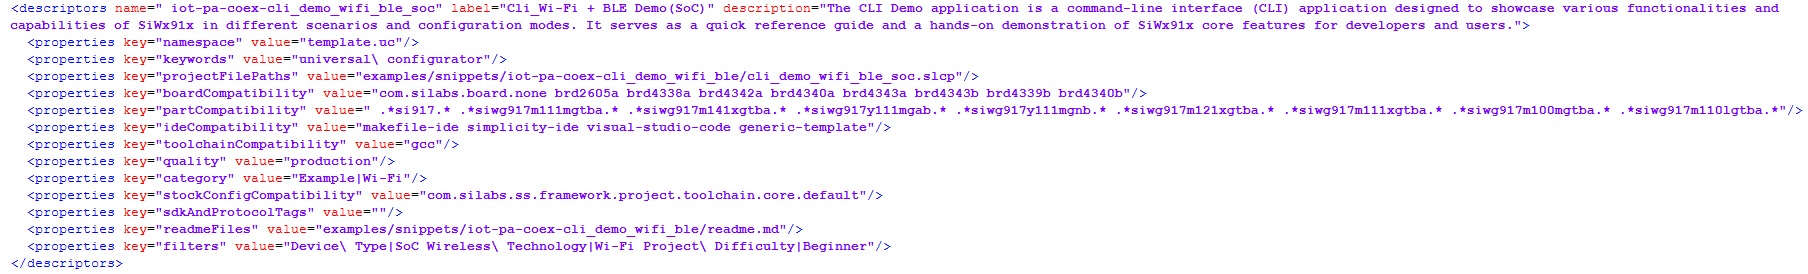 <descriptors name=" iot-pa-coex-cli_demo_wifi_ble_soc" label="Cli_Wi-Fi + BLE Demo(SoC)" description="The CLI Demo application is a command-line interface (CLI) application designed to showcase various functionalities and
capabilities of SiWx91x in different scenarios and configuration modes. It serves as a quick reference guide and a hands-on demonstration of SiWx91x core features for developers and users.">
<properties key="namespace" value="template.uc"/>
<properties key="keywords" value="universal\ configurator"/>
<properties key="projectFilePaths" value="examples/snippets/iot-pa-coex-cli_demo_wifi_ble/cli_demo_wifi_ble_soc.slcp"/>
<properties key="boardCompatibility" value="com.silabs.board.none brd2605a brd4338a brd4342a brd4340a brd4343a brd4343b brd4339b brd4340b"/>
<properties key="partCompatibility" value=" .*si917.* .*siwg917m111mgtba.* .*siwg917m141xgtba.* .*siwg917y111mgab.* .*siwg917y111mgnb.* .*siwg917m121xgtba.* .*siwg917m111xgtba.* .*siwg917m100mgtba.* .*siwg917m110lgtba.*"/>
<properties key="ideCompatibility" value="makefile-ide simplicity-ide visual-studio-code generic-template"/>
<properties key="toolchainCompatibility" value="gcc"/>
<properties key="quality" value="production"/>
<properties key="category" value="Example|Wi-Fi"/>
<properties key="stockConfigCompatibility" value="com.silabs.ss.framework.project.toolchain.core.default"/>
<properties key="sdkAndProtocolTags" value=""/>
<properties key="readmeFiles" value="examples/snippets/iot-pa-coex-cli_demo_wifi_ble/readme.md"/>
<properties key="filters" value="Device\ Type|SoC Wireless\ Technology|Wi-Fi Project\ Difficulty|Beginner"/>
</descriptors>